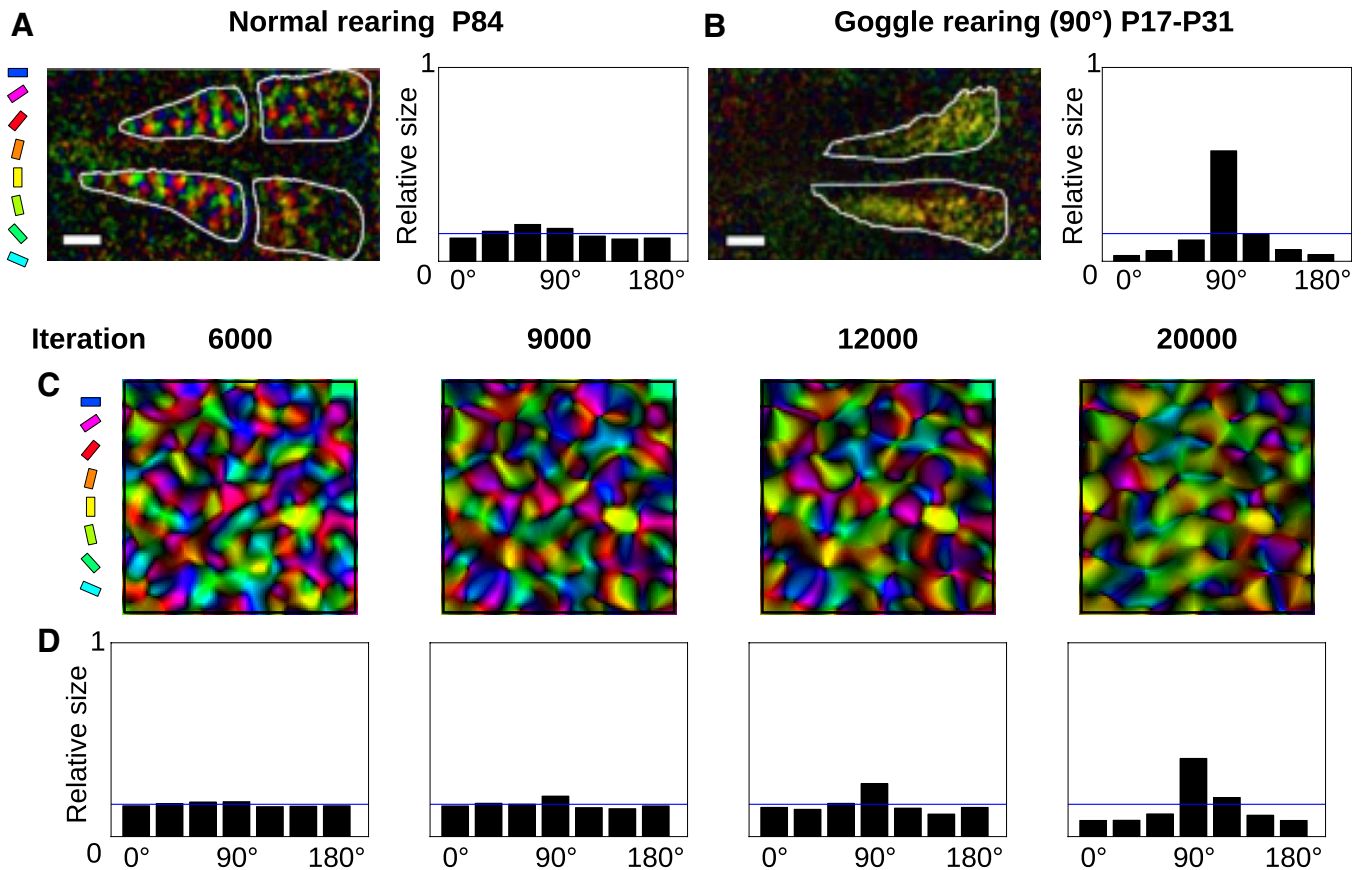 A Normal rearing P84
B Goggle rearing (90°) P17-P31
1
Relative size
0
0° 90° 180°
1
Relative size
0
0° 90° 180°
Iteration 6000 9000 12000 20000
C
D
1
Relative size
0
0° 90° 180°
0° 90° 180°
0° 90° 180°
0° 90° 180°